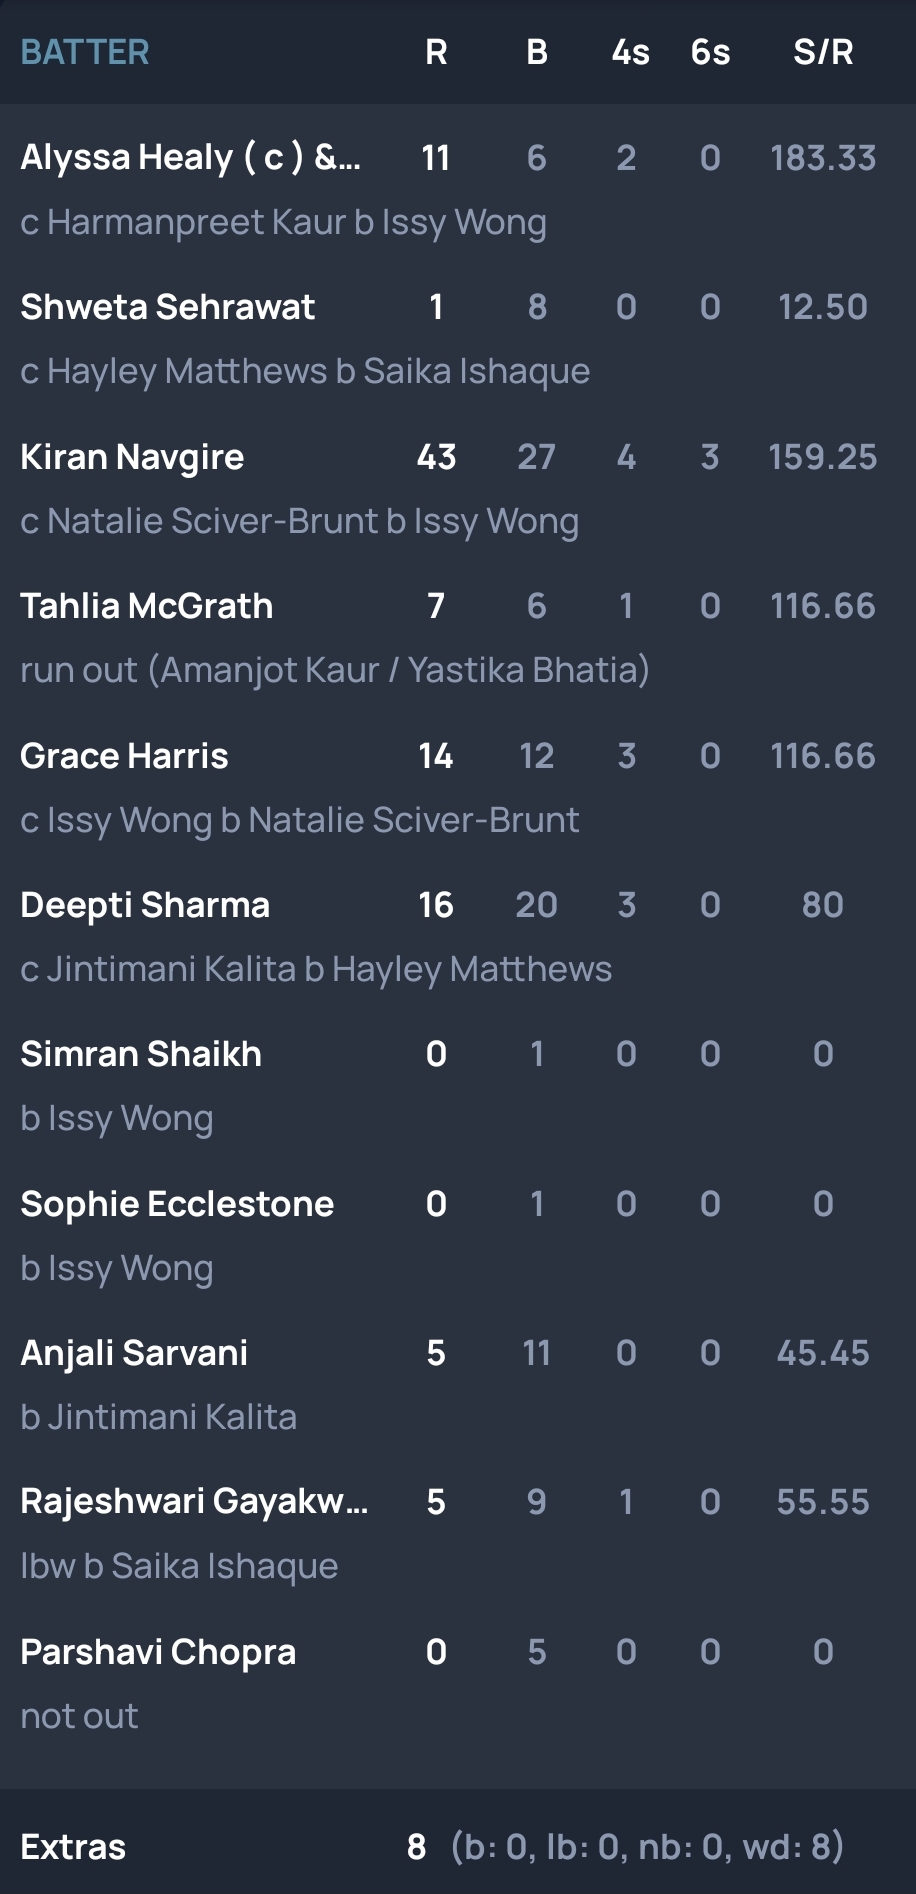 BATTER R B 4s 6s S/R
Alyssa Healy ( c ) &... 11 6 2 0 183.33
c Harmanpreet Kaur b Issy Wong
Shweta Sehrawat 1 8 0 0 12.50
c Hayley Matthews b Saika Ishaque
Kiran Navgire 43 27 4 3 159.25
c Natalie Sciver-Brunt b Issy Wong
Tahlia McGrath 7 6 1 0 116.66
run out (Amanjot Kaur / Yastika Bhatia)
Grace Harris 14 12 3 0 116.66
c Issy Wong b Natalie Sciver-Brunt
Deepti Sharma 16 20 3 0 80
c Jintimani Kalita b Hayley Matthews
Simran Shaikh 0 1 0 0 0
b Issy Wong
Sophie Ecclestone 0 1 0 0 0
b Issy Wong
Anjali Sarvani 5 11 0 0 45.45
b Jintimani Kalita
Rajeshwari Gayakw... 5 9 1 0 55.55
lbw b Saika Ishaque
Parshavi Chopra 0 5 0 0 0
not out
Extras 8 (b: 0, lb: 0, nb: 0, wd: 8)